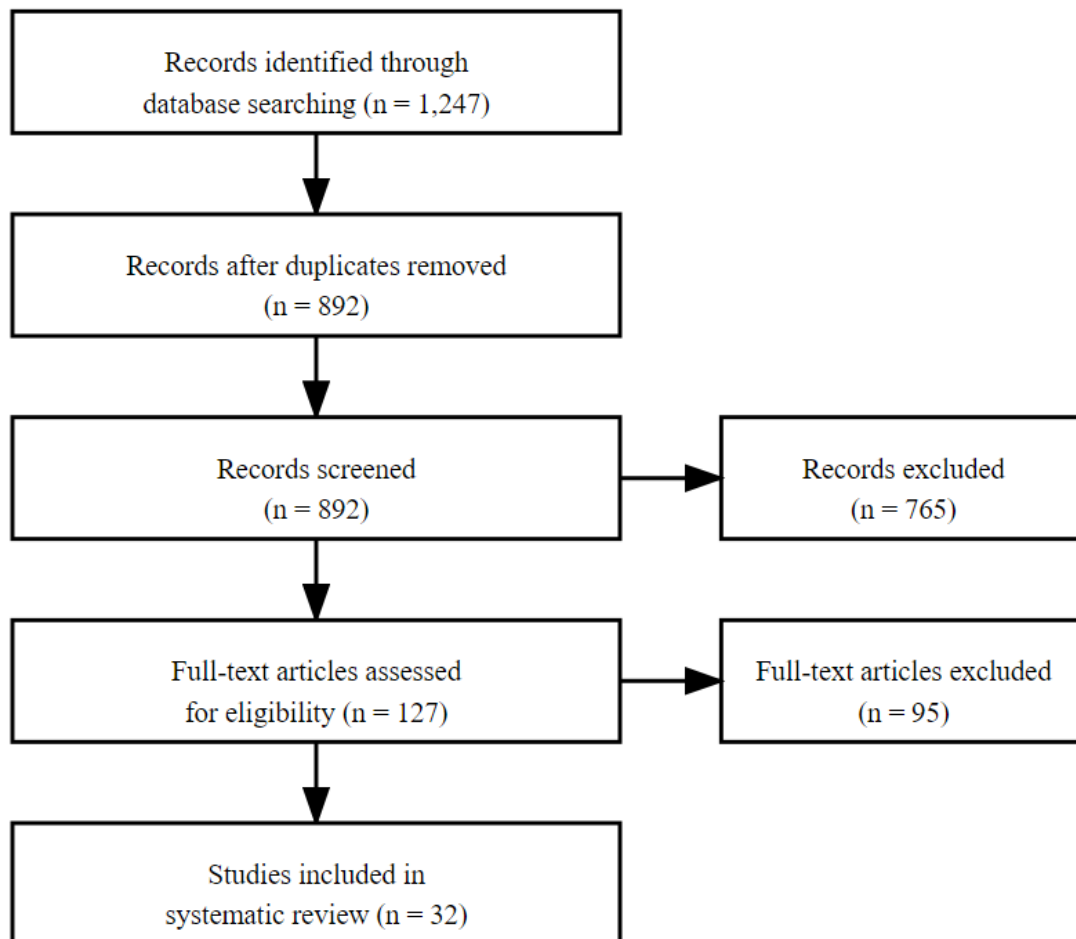 Records identified through
database searching (n = 1,247)
Records after duplicates removed
(n = 892)
Records screened
(n = 892)
Records excluded
(n = 765)
Full-text articles assessed
for eligibility (n = 127)
Full-text articles excluded
(n = 95)
Studies included in
systematic review (n = 32)